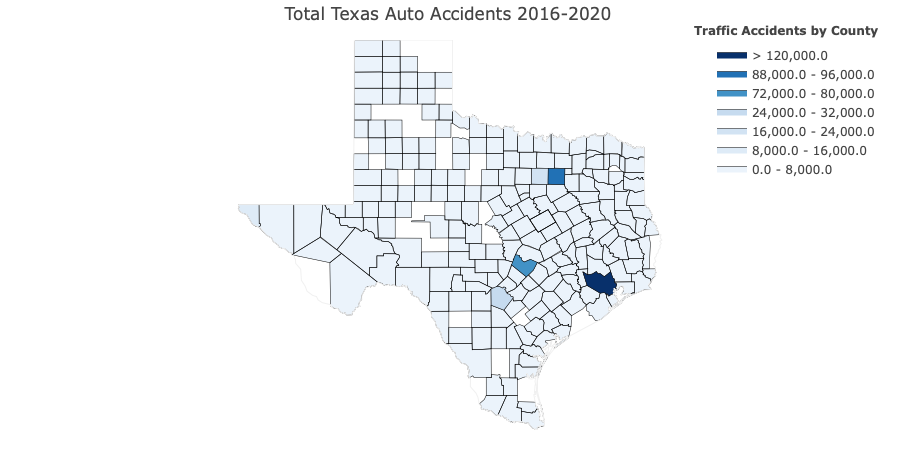 Total Texas Auto Accidents 2016-2020
Traffic Accidents by County
> 120,000.0
88,000.0 - 96,000.0
72,000.0 - 80,000.0
24,000.0 - 32,000.0
16,000.0 - 24,000.0
8,000.0 - 16,000.0
0.0 - 8,000.0